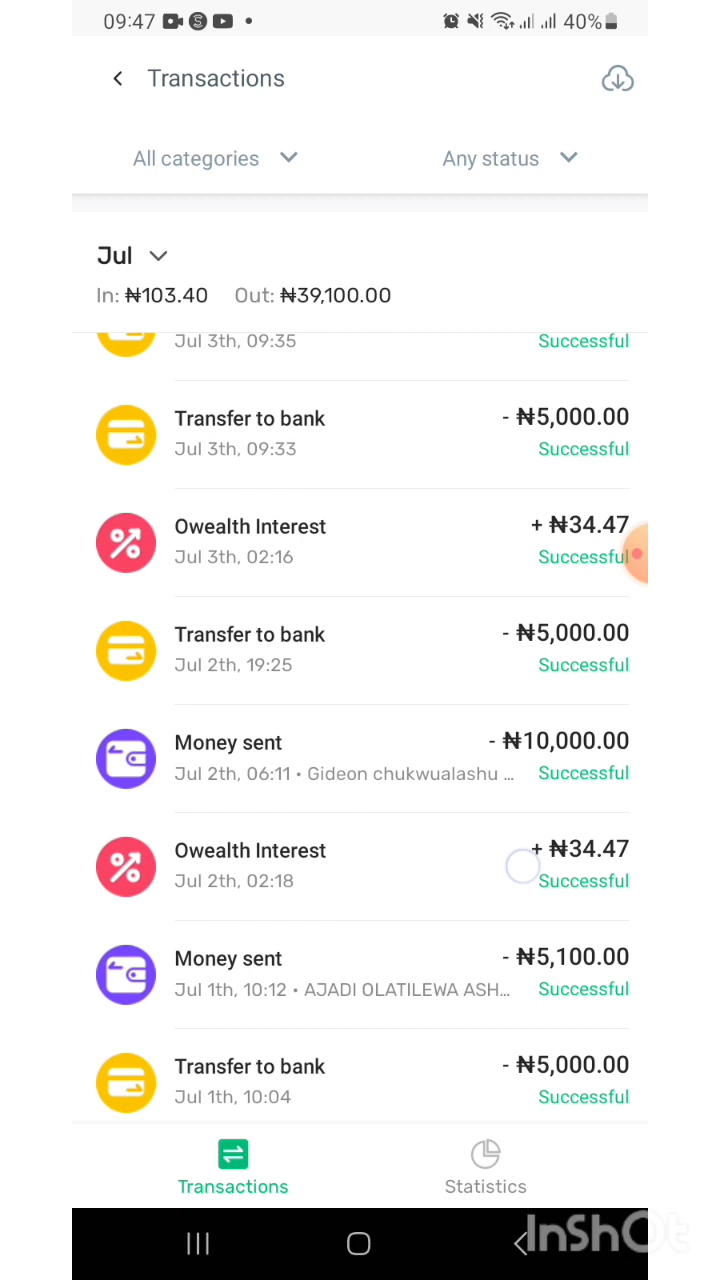 09:47 40%
Transactions
All categories Any status
Jul
In: ₦103.40 Out: ₦39,100.00
Jul 3th, 09:35 Successful
Transfer to bank - ₦5,000.00
Jul 3th, 09:33 Successful
Owealth Interest + ₦34.47
Jul 3th, 02:16 Successful
Transfer to bank - ₦5,000.00
Jul 2th, 19:25 Successful
Money sent - ₦10,000.00
Jul 2th, 06:11 • Gideon chukwualashu ... Successful
Owealth Interest + ₦34.47
Jul 2th, 02:18 Successful
Money sent - ₦5,100.00
Jul 1th, 10:12 • AJADI OLATILEWA ASH... Successful
Transfer to bank - ₦5,000.00
Jul 1th, 10:04 Successful
Transactions Statistics
InShOt